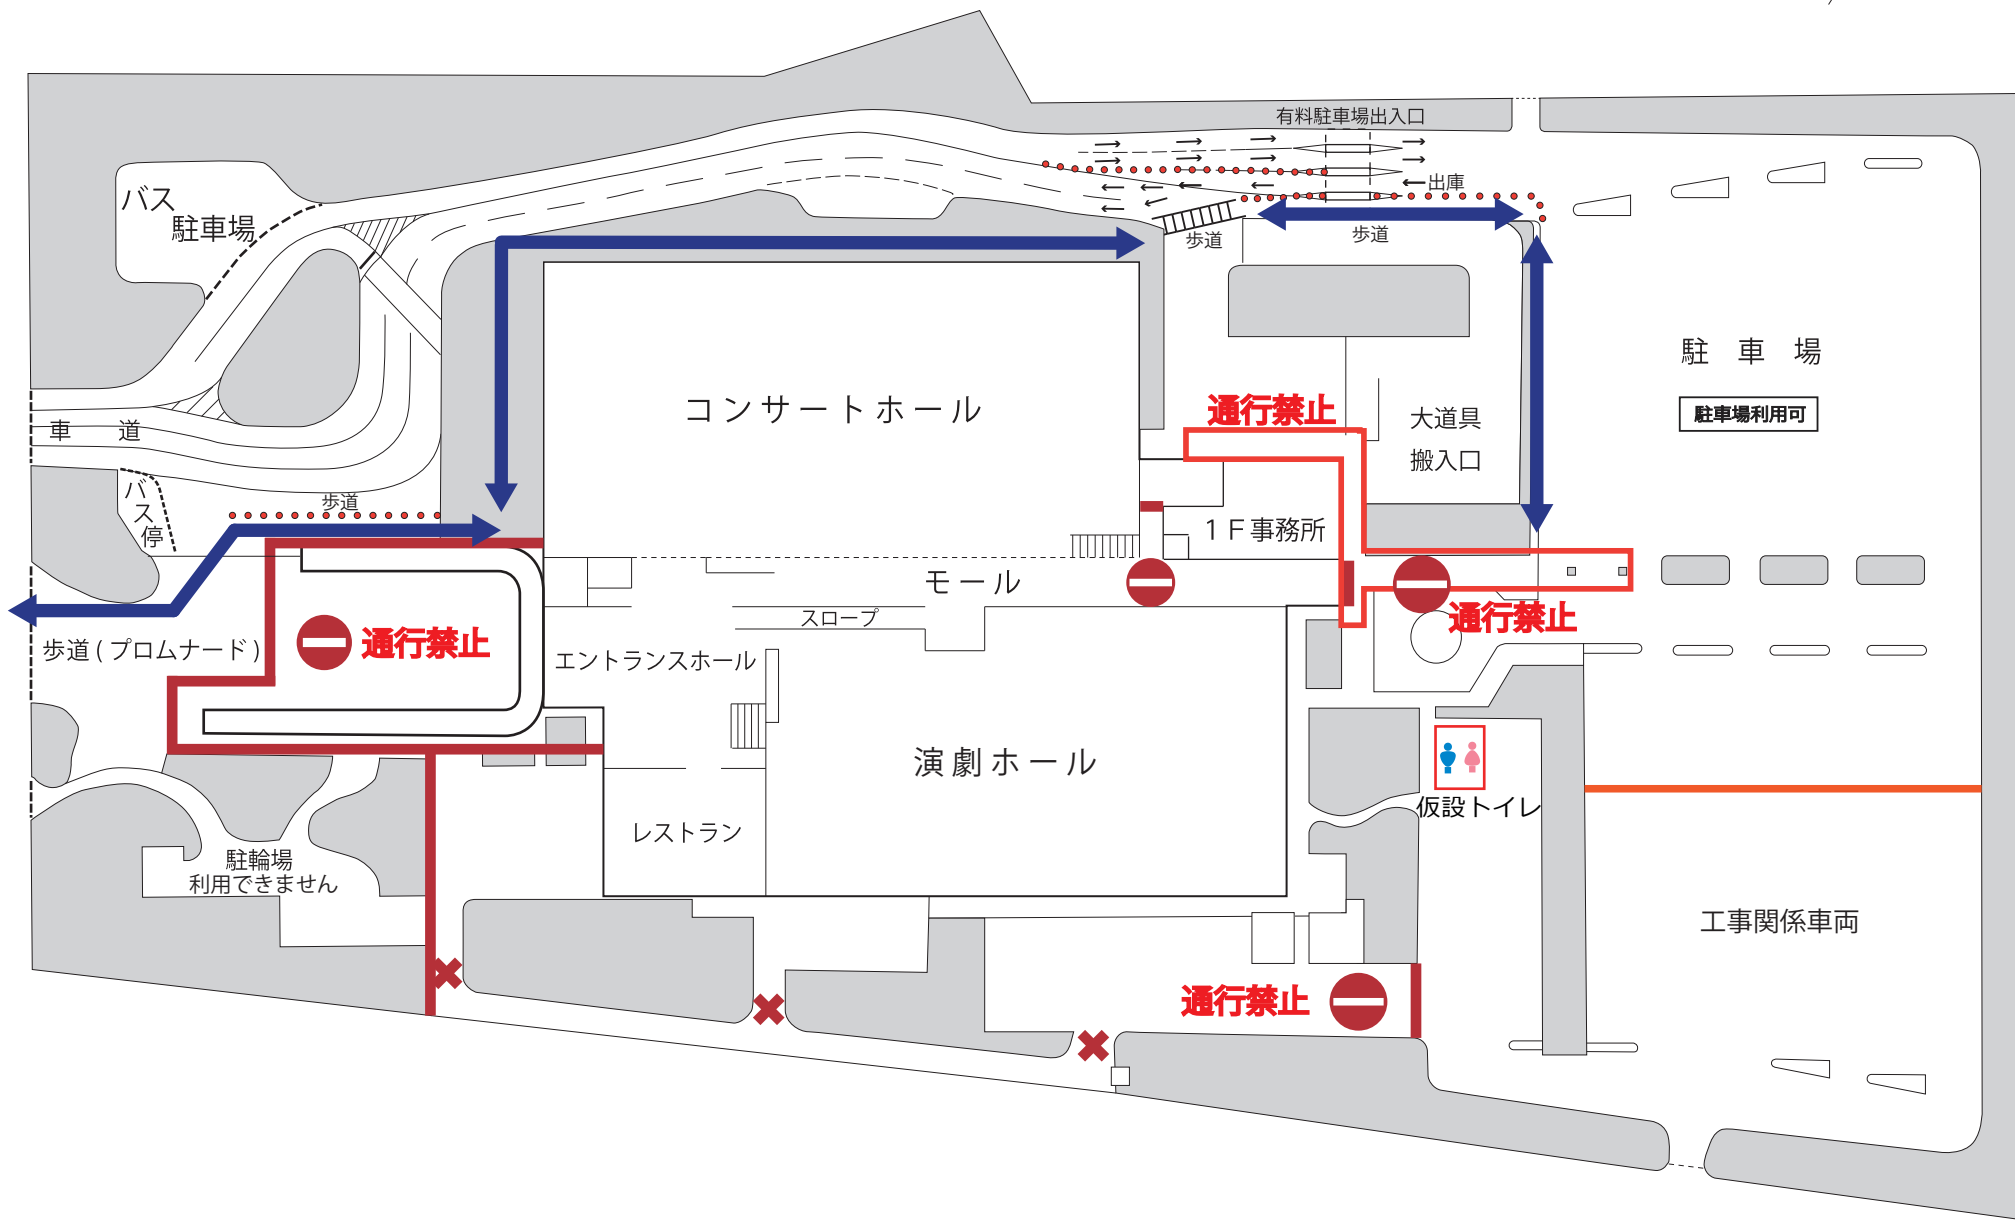 有料駐車場出入口
バス
駐車場
出庫
歩道
歩道
駐 車 場
駐車場利用可
コンサートホール
通行禁止
大道具
搬入口
車 道
バス停
歩道
1F事務所
モール
スロープ
通行禁止
歩道(プロムナード)
通行禁止
エントランスホール
演劇ホール
仮設トイレ
レストラン
駐輪場
利用できません
工事関係車両
通行禁止